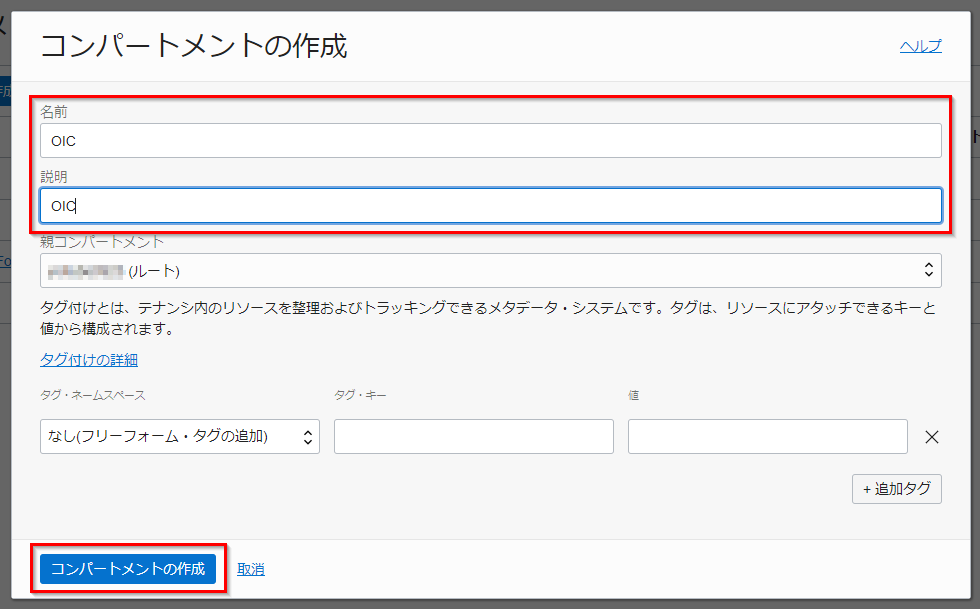 コンパートメントの作成
ヘルプ
名前
OIC
説明
OIC
親コンパートメント
(ルート)
タグ付けとは、テナンシ内のリソースを整理およびトラッキングできるメタデータ・システムです。タグは、リソースにアタッチできるキーと
値から構成されます。
タグ付けの詳細
タグ・ネームスペース
タグ・キー
値
なし(フリーフォーム・タグの追加)
+ 追加タグ
コンパートメントの作成
取消